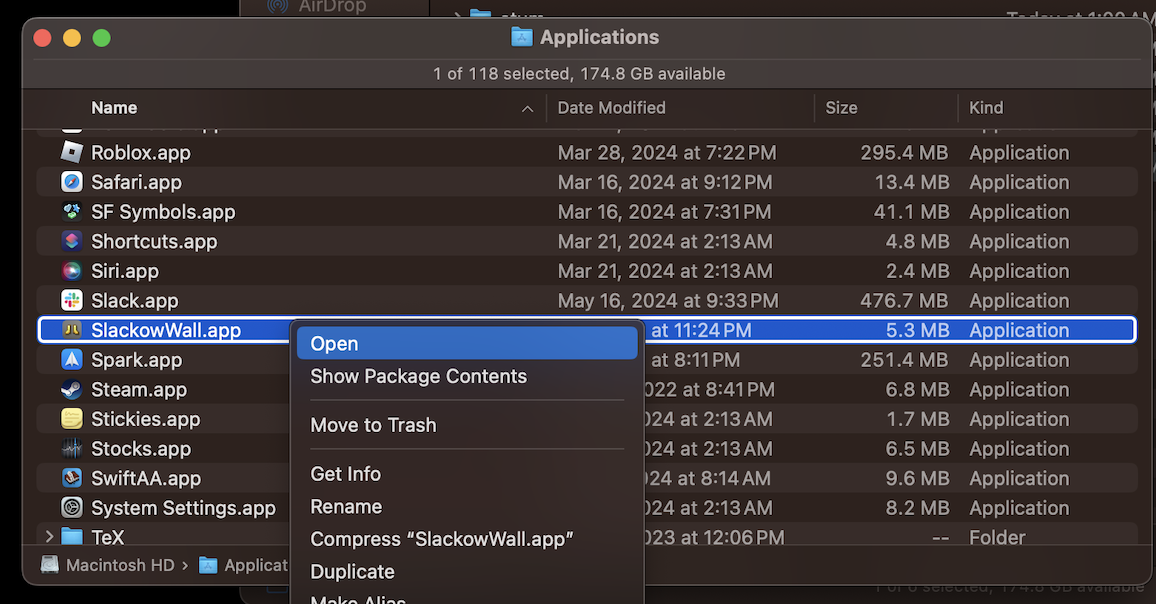 AirDrop
Applications
1 of 118 selected, 174.8 GB available
Name Date Modified Size Kind
Roblox.app Mar 28, 2024 at 7:22 PM 295.4 MB Application
Safari.app Mar 16, 2024 at 9:12 PM 13.4 MB Application
SF Symbols.app Mar 16, 2024 at 7:31 PM 41.1 MB Application
Shortcuts.app Mar 21, 2024 at 2:13 AM 4.8 MB Application
Siri.app Mar 21, 2024 at 2:13 AM 2.4 MB Application
Slack.app May 16, 2024 at 9:33 PM 476.7 MB Application
SlackowWall.app at 11:24 PM 5.3 MB Application
Open
Spark.app at 8:11 PM 251.4 MB Application
Show Package Contents
Steam.app 022 at 8:41 PM 6.8 MB Application
Stickies.app 024 at 2:13 AM 1.7 MB Application
Move to Trash
Stocks.app 024 at 2:13 AM 6.5 MB Application
SwiftAA.app 024 at 8:14 AM 9.6 MB Application
Get Info
System Settings.app 024 at 2:13 AM 8.2 MB Application
Rename
TeX 023 at 12:06 PM -- Folder
Compress “SlackowWall.app”
Macintosh HD › Applicat
Duplicate
Make Alias